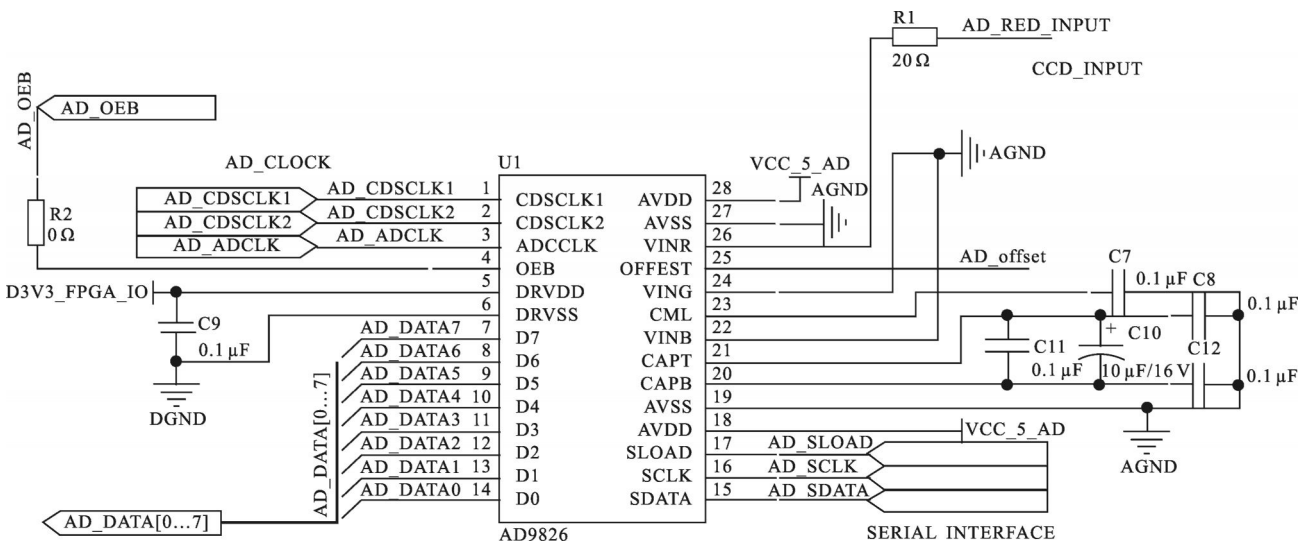 R1
AD_RED_INPUT
20 Ω
CCD_INPUT
AD_OEB
AD_OEB
AD_CLOCK
U1
VCC_5_AD
AGND
AGND
AD_CDSCLK1
AD_CDSCLK1
1
CDSCLK1
AVDD
28
AD_CDSCLK2
AD_CDSCLK2
2
CDSCLK2
AVSS
27
AD_ADCLK
AD_ADCLK
3
ADCCLK
VINR
26
R2
0 Ω
4
OEB
OFFEST
25
AD_offset
D3V3_FPGA_IO
5
DRVDD
VING
24
C7
0.1 μF
C8
0.1 μF
6
DRVSS
CML
23
C9
0.1 μF
DGND
AD_DATA7
7
D7
VINB
22
C10
+
AD_DATA6
8
D6
CAPT
21
C11
0.1 μF
10 μF/16 V
C12
0.1 μF
AD_DATA5
9
D5
CAPB
20
AD_DATA4
10
D4
AVSS
19
AD_DATA3
11
D3
AVDD
18
VCC_5_AD
AGND
AD_DATA2
12
D2
SLOAD
17
AD_SLOAD
AD_DATA1
13
D1
SCLK
16
AD_SCLK
AD_DATA0
14
D0
SDATA
15
AD_SDATA
AD_DATA[0...7]
AD_DATA[0...7]
AD9826
SERIAL INTERFACE